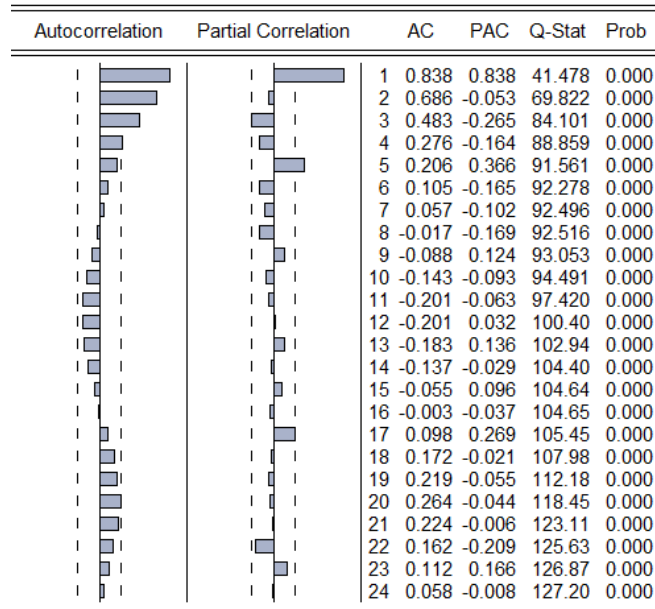 Autocorrelation Partial Correlation AC PAC Q-Stat Prob
1 0.838 0.838 41.478 0.000
2 0.686 -0.053 69.822 0.000
3 0.483 -0.265 84.101 0.000
4 0.276 -0.164 88.859 0.000
5 0.206 0.366 91.561 0.000
6 0.105 -0.165 92.278 0.000
7 0.057 -0.102 92.496 0.000
8 -0.017 -0.169 92.516 0.000
9 -0.088 0.124 93.053 0.000
10 -0.143 -0.093 94.491 0.000
11 -0.201 -0.063 97.420 0.000
12 -0.201 0.032 100.40 0.000
13 -0.183 0.136 102.94 0.000
14 -0.137 -0.029 104.40 0.000
15 -0.055 0.096 104.64 0.000
16 -0.003 -0.037 104.65 0.000
17 0.098 0.269 105.45 0.000
18 0.172 -0.021 107.98 0.000
19 0.219 -0.055 112.18 0.000
20 0.264 -0.044 118.45 0.000
21 0.224 -0.006 123.11 0.000
22 0.162 -0.209 125.63 0.000
23 0.112 0.166 126.87 0.000
24 0.058 -0.008 127.20 0.000